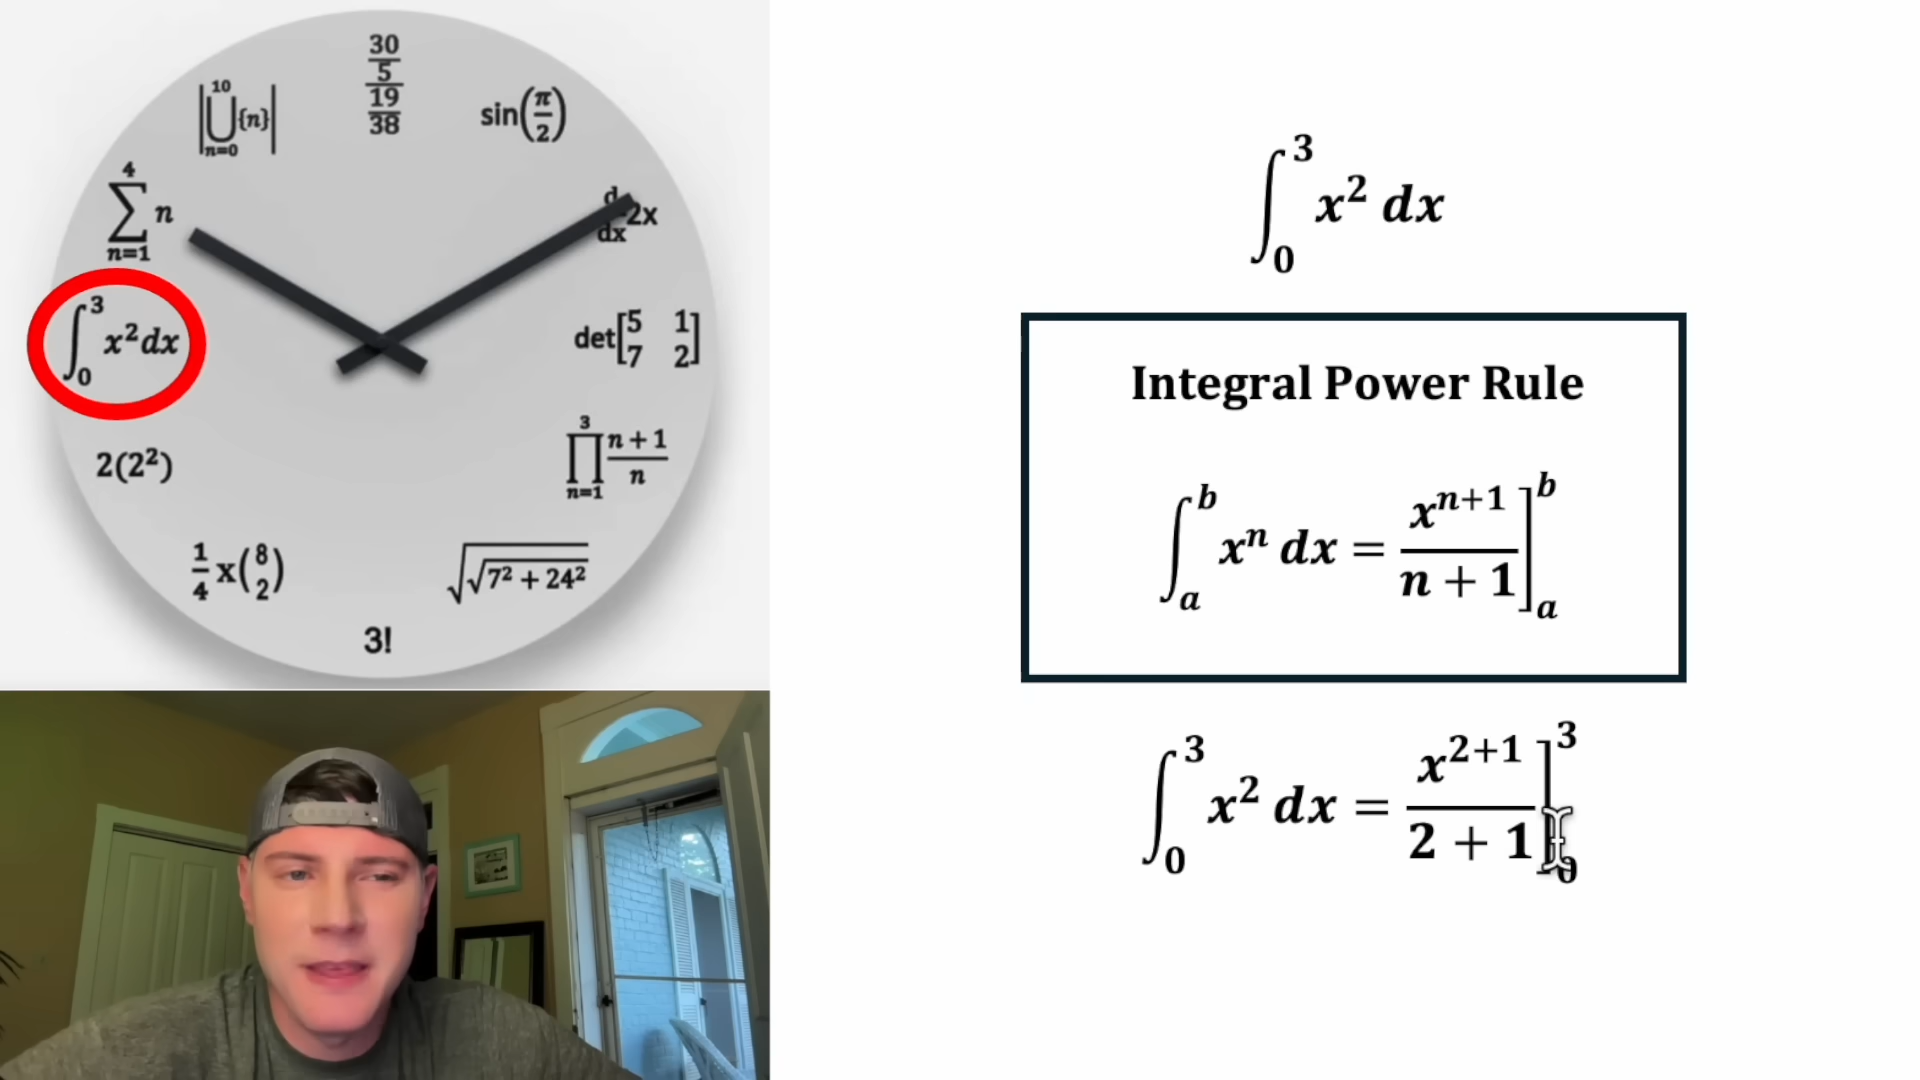 30/5
19/38
|⋃_{n=0}^{10}{n}|
sin(π/2)
∑_{n=1}^{4} n
d/dx 2x
∫_0^3 x² dx
det[5 1
7 2]
2(2²)
∏_{n=1}^{3} n + 1/n
1/4 x(8 2)
√√7² + 24²
3!
∫_0^3 x² dx
Integral Power Rule
∫_a^b xⁿ dx = x^{n+1}/n + 1]_a^b
∫_0^3 x² dx = x^{2+1}/2 + 1]_0^3